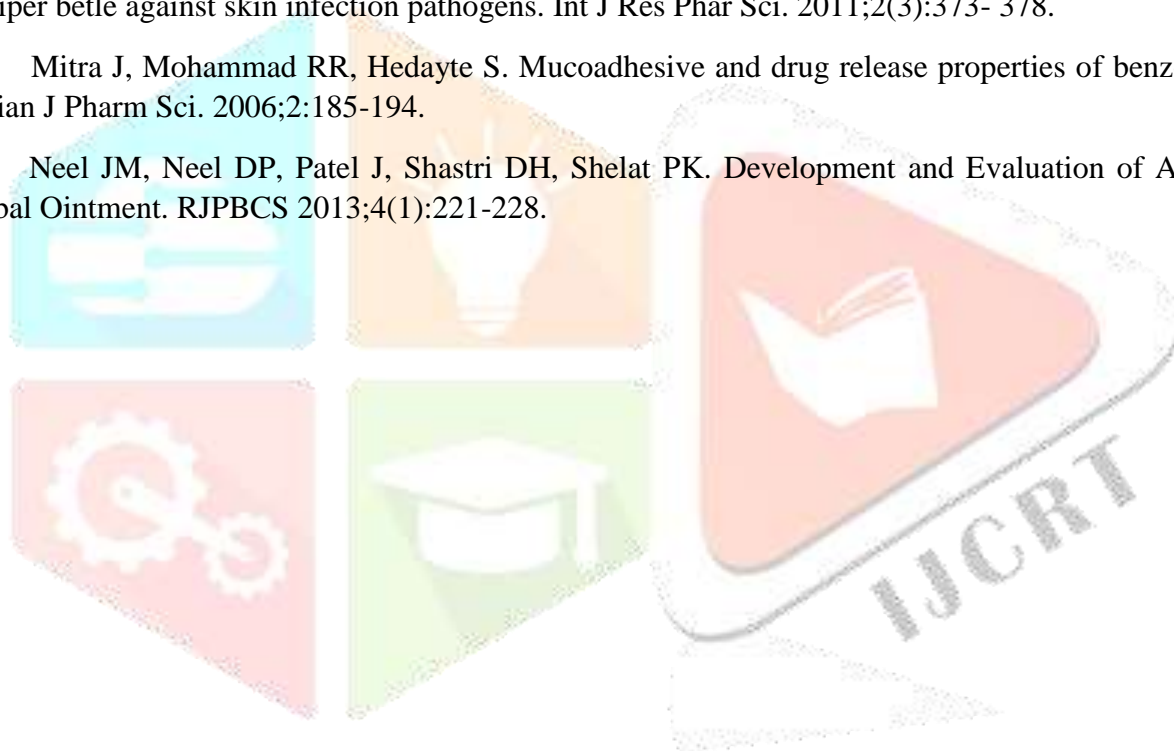 iper betle against skin infection pathogens. Int J Res Phar Sci. 2011;2(3):373- 378.
Mitra J, Mohammad RR, Hedayte S. Mucoadhesive and drug release properties of benz
ian J Pharm Sci. 2006;2:185-194.
Neel JM, Neel DP, Patel J, Shastri DH, Shelat PK. Development and Evaluation of A
bal Ointment. RJPBCS 2013;4(1):221-228.
IJCRT